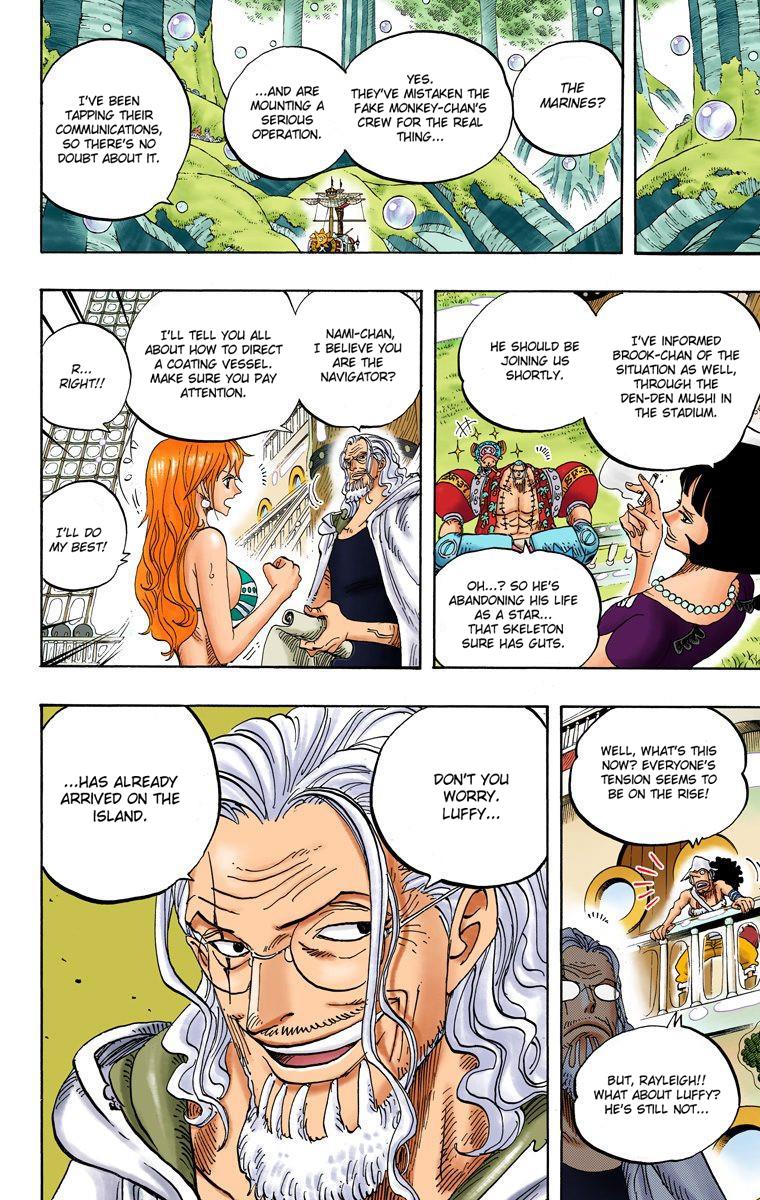 THE
MARINES?
YES.
THEY'VE MISTAKEN THE
FAKE MONKEY-CHAN'S
CREW FOR THE REAL
THING...
...AND ARE
MOUNTING A
SERIOUS
OPERATION.
I'VE BEEN
TAPPING THEIR
COMMUNICATIONS,
SO THERE'S NO
DOUBT ABOUT IT.
I'VE INFORMED
BROOK-CHAN OF THE
SITUATION AS WELL,
THROUGH THE
DEN-DEN MUSHI IN
THE STADIUM.
HE SHOULD BE
JOINING US
SHORTLY.
OH...? SO HE'S
ABANDONING HIS LIFE
AS A STAR...
THAT SKELETON
SURE HAS GUTS.
NAMI-CHAN,
I BELIEVE YOU
ARE THE
NAVIGATOR?
I'LL TELL YOU ALL
ABOUT HOW TO DIRECT
A COATING VESSEL.
MAKE SURE YOU PAY
ATTENTION.
R...
RIGHT!!
I'LL DO
MY BEST!
WELL, WHAT'S THIS
NOW? EVERYONE'S
TENSION SEEMS TO
BE ON THE RISE!
BUT, RAYLEIGH!!
WHAT ABOUT LUFFY?
HE'S STILL NOT...
DON'T YOU
WORRY.
LUFFY...
...HAS ALREADY
ARRIVED ON THE
ISLAND.